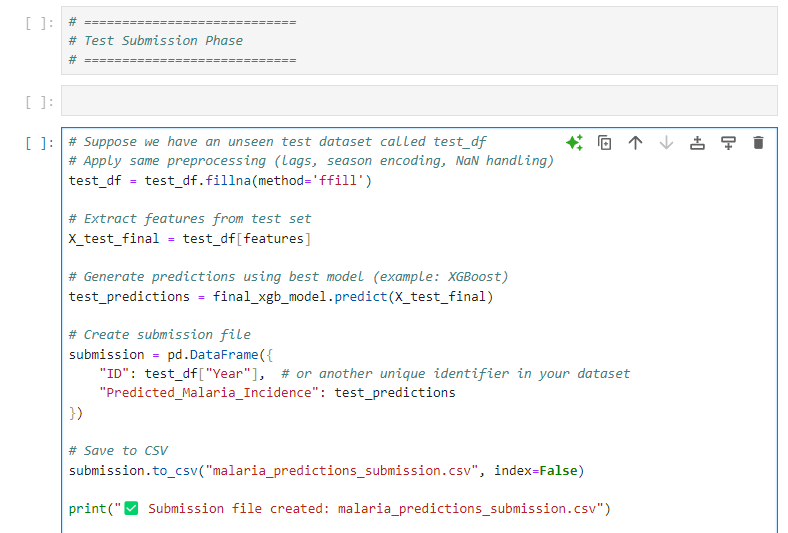 [ ]:
# ============================
# Test Submission Phase
# ============================
[ ]:
[ ]:
# Suppose we have an unseen test dataset called test_df
# Apply same preprocessing (lags, season encoding, NaN handling)
test_df = test_df.fillna(method='ffill')
# Extract features from test set
X_test_final = test_df[features]
# Generate predictions using best model (example: XGBoost)
test_predictions = final_xgb_model.predict(X_test_final)
# Create submission file
submission = pd.DataFrame({
    "ID": test_df["Year"],  # or another unique identifier in your dataset
    "Predicted_Malaria_Incidence": test_predictions
})
# Save to CSV
submission.to_csv("malaria_predictions_submission.csv", index=False)
print("✅ Submission file created: malaria_predictions_submission.csv")